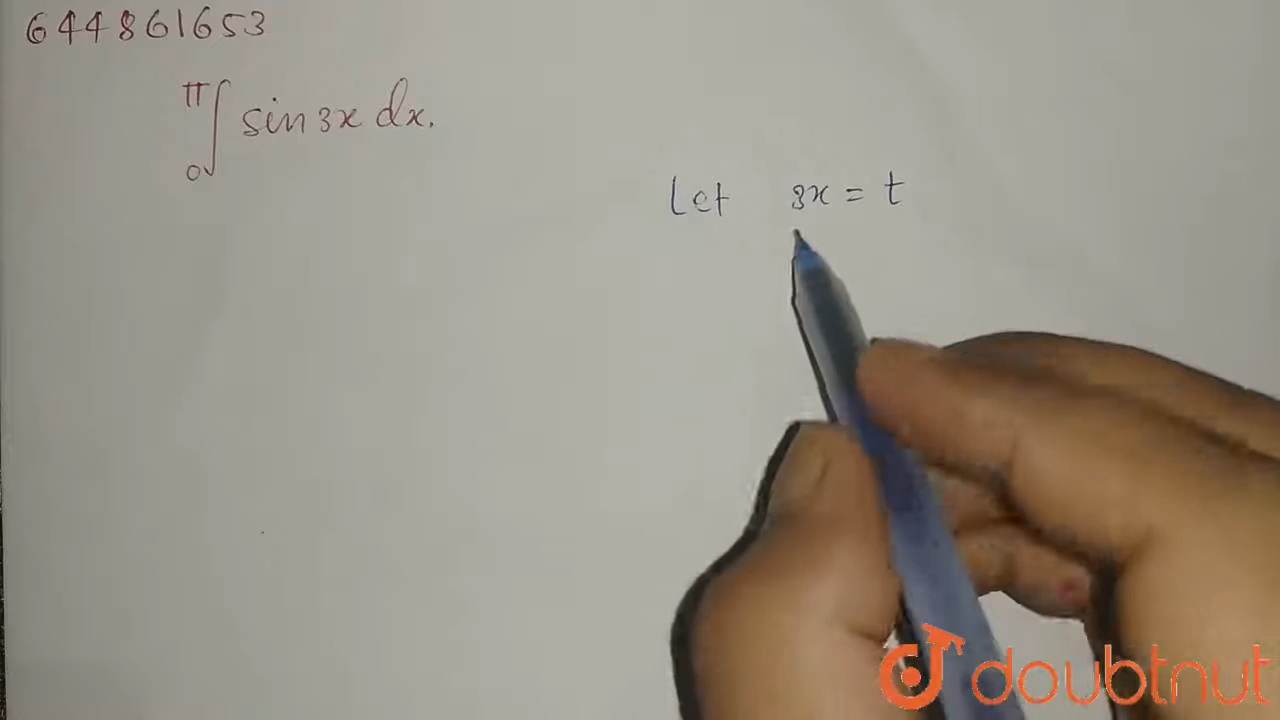 644861653
π∫0 sin 3x dx.
Let 3x = t
doubtnut